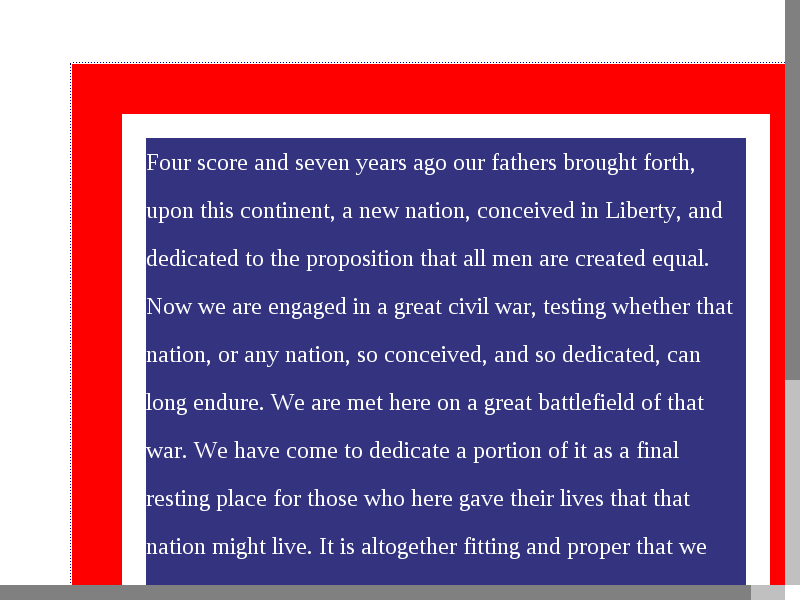 Four score and seven years ago our fathers brought forth,
upon this continent, a new nation, conceived in Liberty, and
dedicated to the proposition that all men are created equal.
Now we are engaged in a great civil war, testing whether that
nation, or any nation, so conceived, and so dedicated, can
long endure. We are met here on a great battlefield of that
war. We have come to dedicate a portion of it as a final
resting place for those who here gave their lives that that
nation might live. It is altogether fitting and proper that we